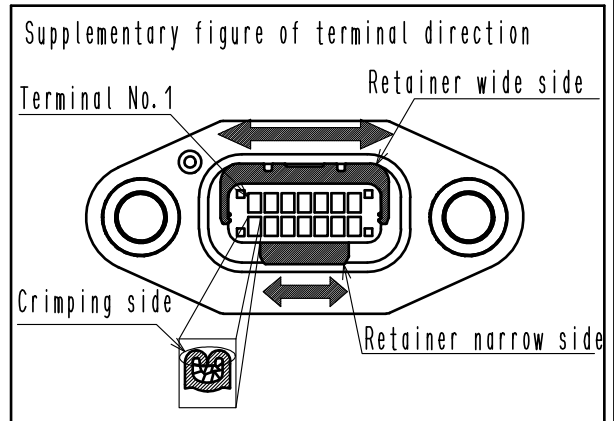 Supplementary figure of terminal direction
Retainer wide side
Terminal No.1
Crimping side
Retainer narrow side